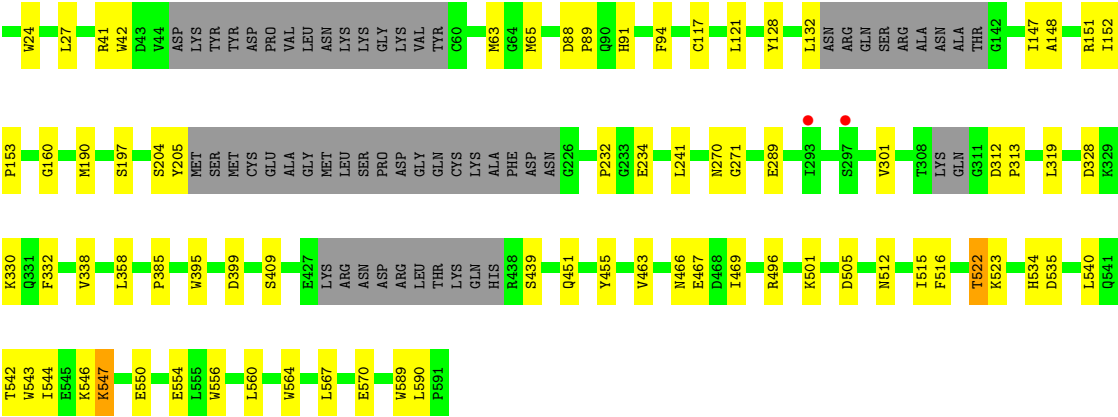 W24 L27 R41 W42 D43 V44 ASP LYS TYR TYR ASP PRO VAL LEU ASN LYS LYS GLY LYS VAL TYR C60 M63 G64 M65 D88 P89 Q90 H91 F94 C117 L121 Y128 L132 ASN ARG GLN SER ARG ALA ASN ALA THR G142 I147 A148 R151 I152
P153 G160 M190 S197 S204 Y205 MET SER MET CYS GLU ALA GLY MET LEU SER PRO ASP GLY GLN CYS LYS ALA PHE ASP ASN G226 P232 G233 E234 L241 N270 G271 E289 I293 S297 V301 T308 LYS GLN G311 D312 P313 L319 D328 K329
K330 Q331 F332 V338 L358 P385 W395 D399 S409 E427 LYS ARG ASN ASP ARG LEU THR LYS GLN HIS R438 S439 Q451 Y455 V463 N466 E467 D468 I469 R496 K501 D505 N512 I515 F516 T522 K523 H534 D535 L540 Q541
T542 W543 I544 E545 K546 K547 E550 E554 L555 W556 L560 W564 L567 E570 W589 L590 P591